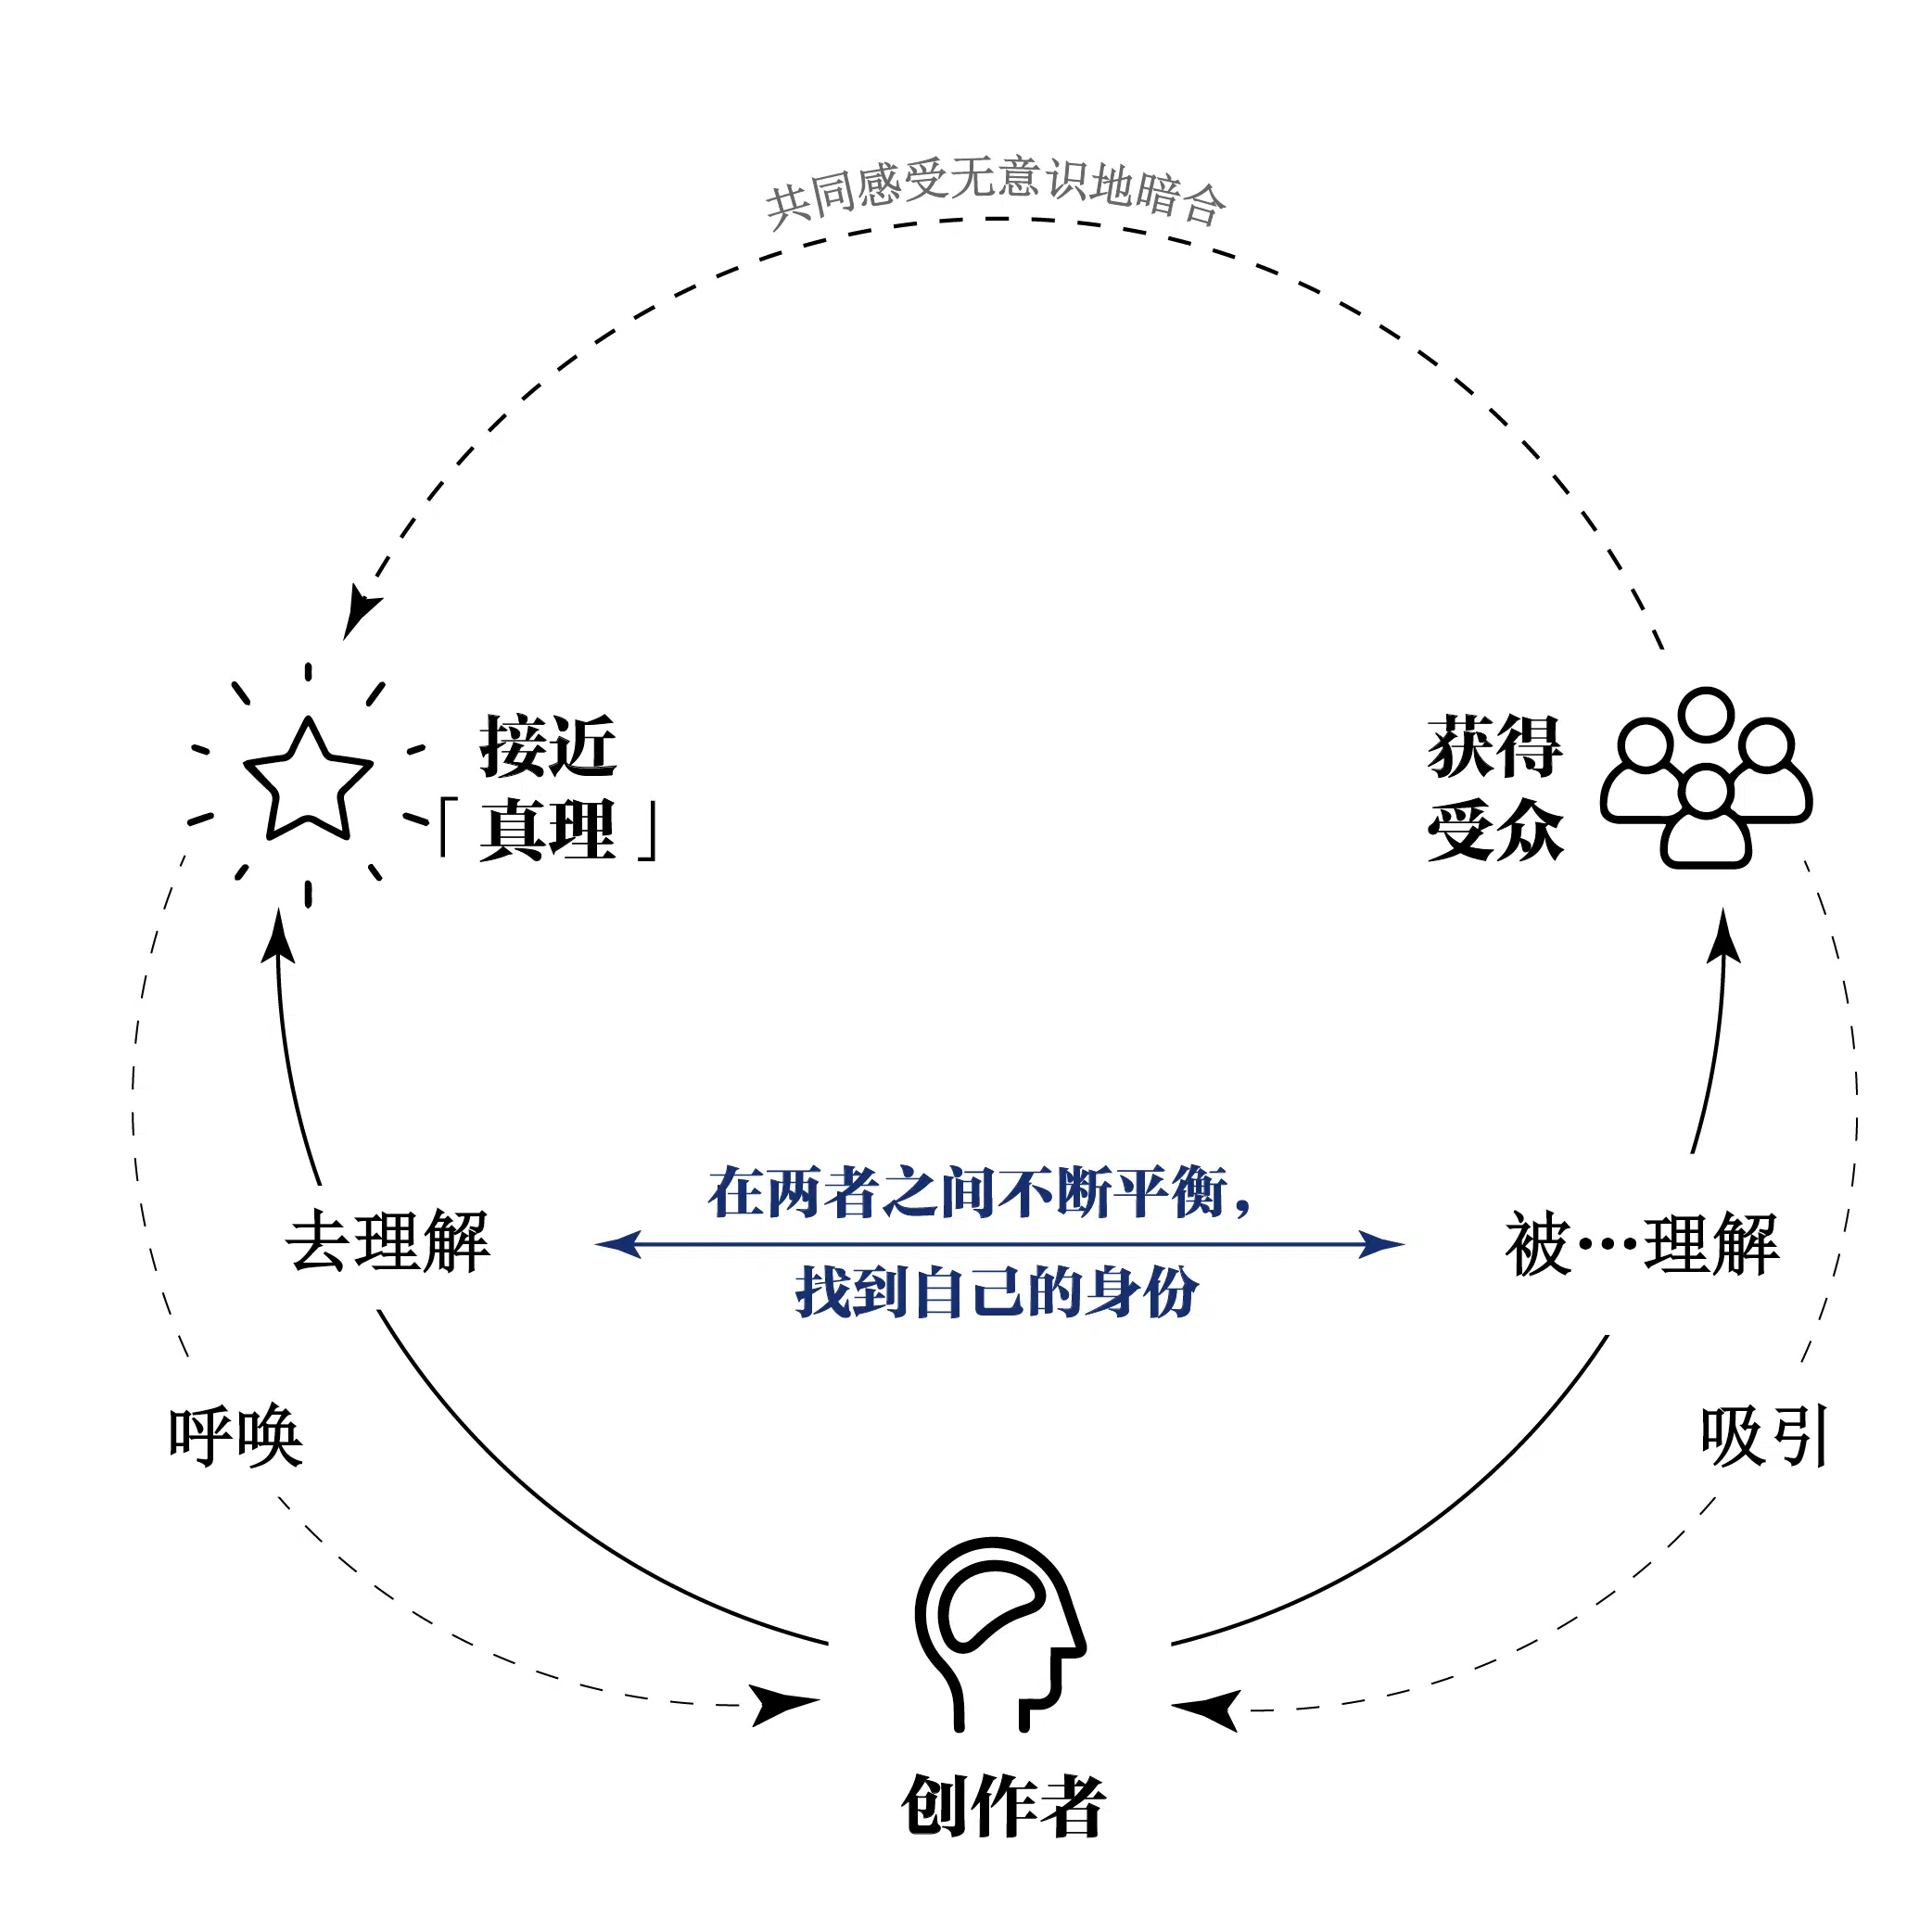 共同感受无意识地暗合
接近
「真理」
获得
受众
在两者之间不断平衡，
去理解
被…理解
找到自己的身份
呼唤
吸引
创作者